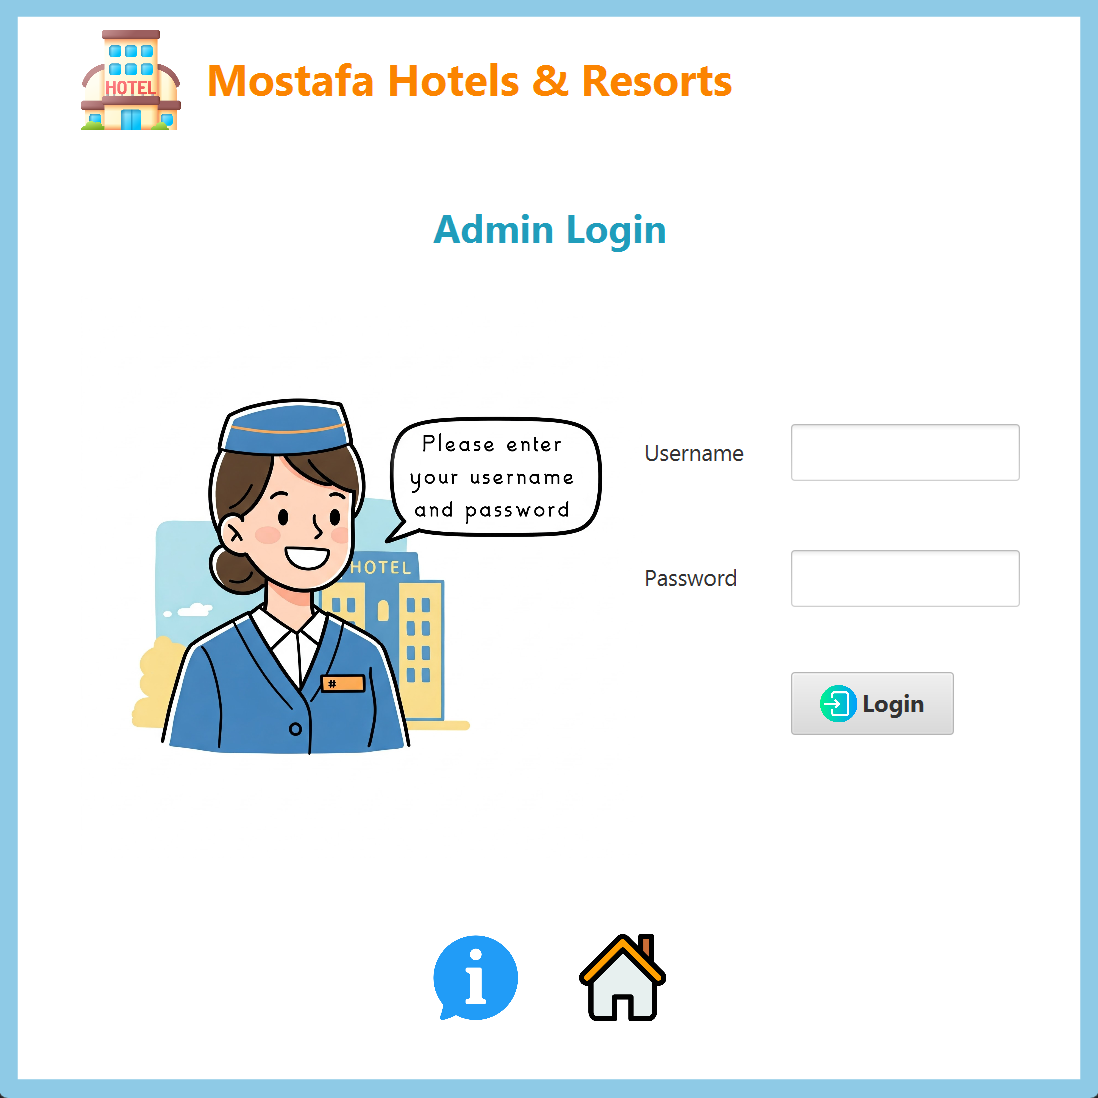 HOTEL
Mostafa Hotels & Resorts
Admin Login
Please enter
your username
and password
HOTEL
#
Username
Password
Login
i